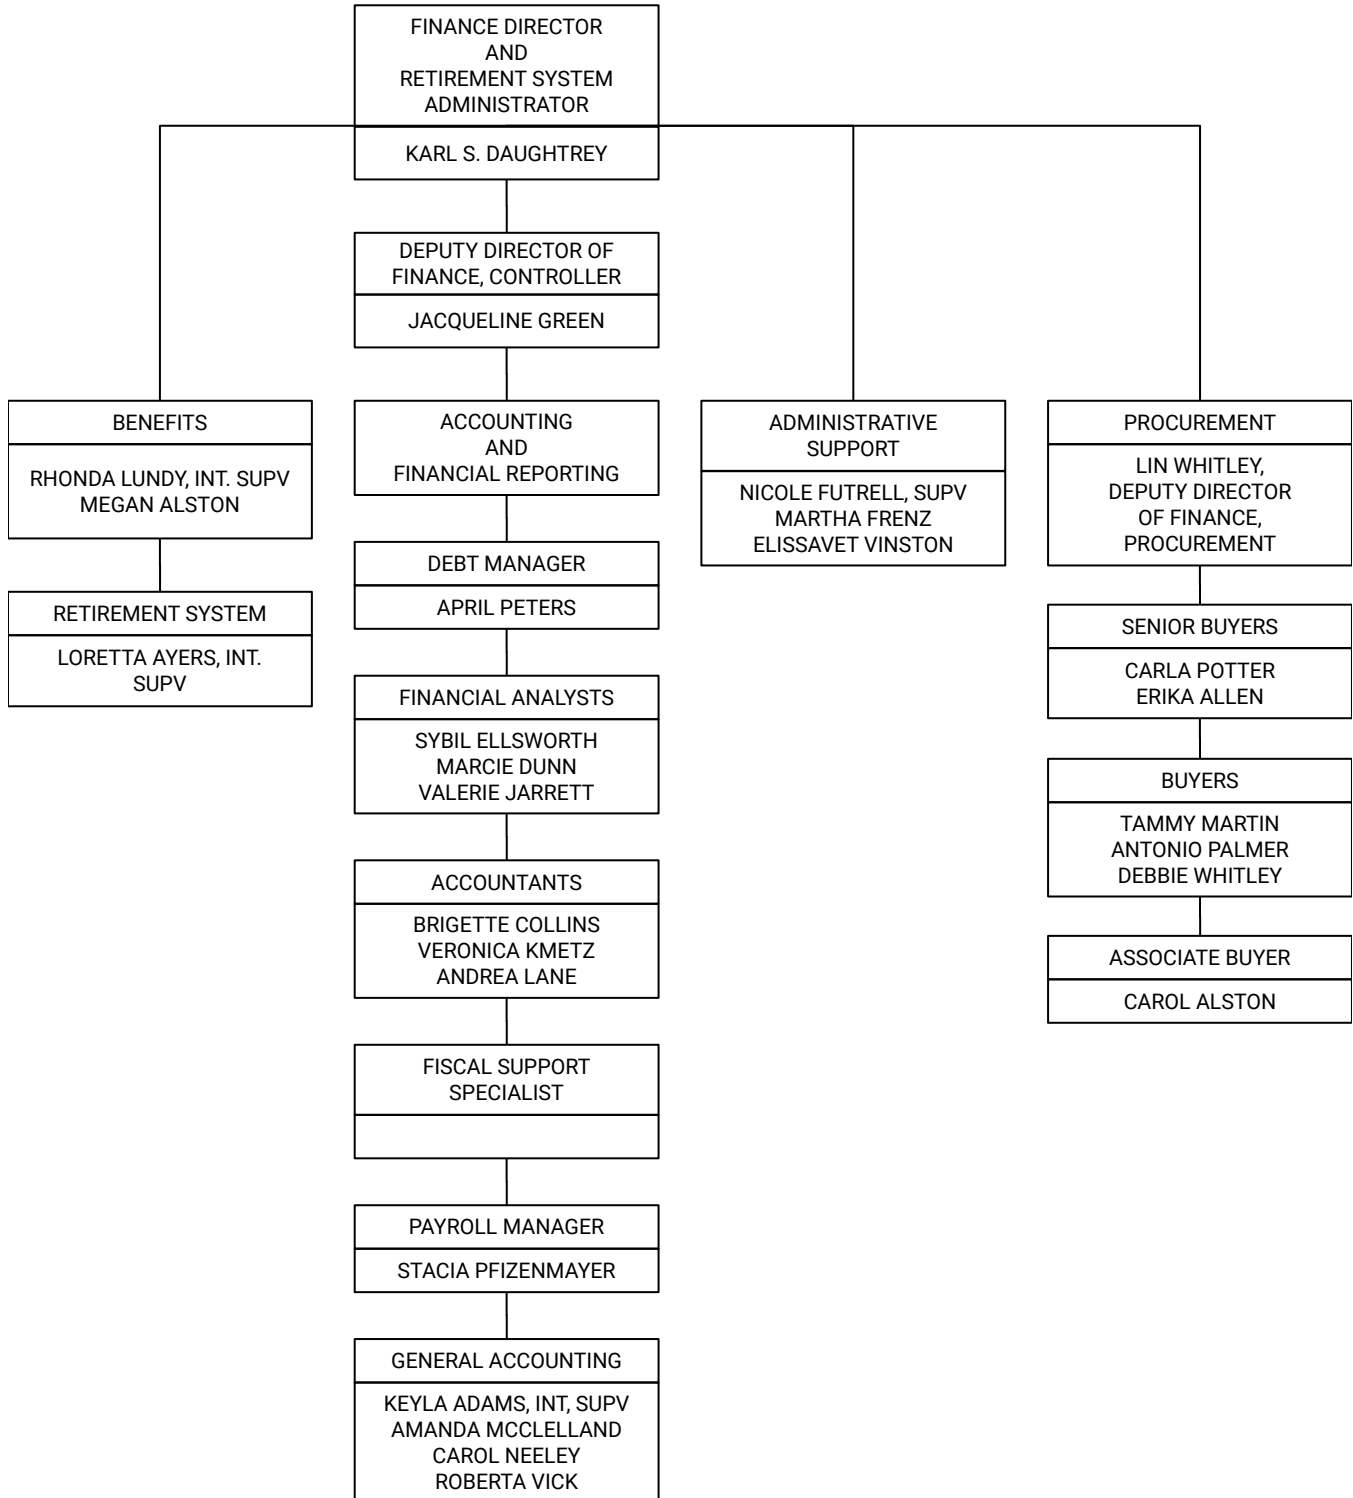 FINANCE DIRECTOR
AND
RETIREMENT SYSTEM
ADMINISTRATOR
KARL S. DAUGHTREY
DEPUTY DIRECTOR OF
FINANCE, CONTROLLER
JACQUELINE GREEN
BENEFITS
RHONDA LUNDY, INT. SUPV
MEGAN ALSTON
RETIREMENT SYSTEM
LORETTA AYERS, INT.
SUPV
ACCOUNTING
AND
FINANCIAL REPORTING
DEBT MANAGER
APRIL PETERS
FINANCIAL ANALYSTS
SYBIL ELLSWORTH
MARCIE DUNN
VALERIE JARRETT
ACCOUNTANTS
BRIGETTE COLLINS
VERONICA KMETZ
ANDREA LANE
FISCAL SUPPORT
SPECIALIST
PAYROLL MANAGER
STACIA PFIZENMAYER
GENERAL ACCOUNTING
KEYLA ADAMS, INT, SUPV
AMANDA MCCLELLAND
CAROL NEELEY
ROBERTA VICK
ADMINISTRATIVE
SUPPORT
NICOLE FUTRELL, SUPV
MARTHA FRENZ
ELISSAVET VINSTON
PROCUREMENT
LIN WHITLEY,
DEPUTY DIRECTOR
OF FINANCE,
PROCUREMENT
SENIOR BUYERS
CARLA POTTER
ERIKA ALLEN
BUYERS
TAMMY MARTIN
ANTONIO PALMER
DEBBIE WHITLEY
ASSOCIATE BUYER
CAROL ALSTON